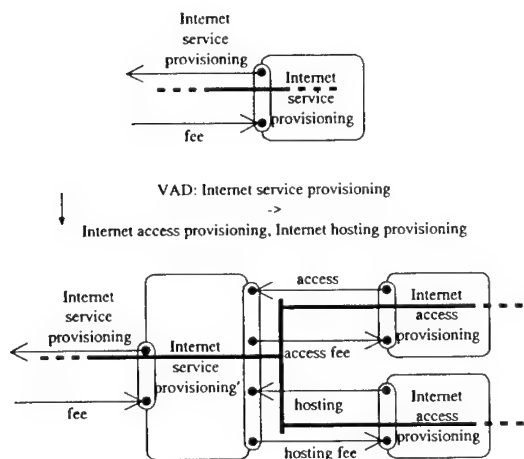 Internet
service
provisioning
Internet
service
provisioning
fee
VAD: Internet service provisioning
->
Internet access provisioning, Internet hosting provisioning
access
Internet
service
provisioning
Internet
access
provisioning
Internet
service
provisioning'
access fee
fee
hosting
Internet
access
provisioning
hosting fee